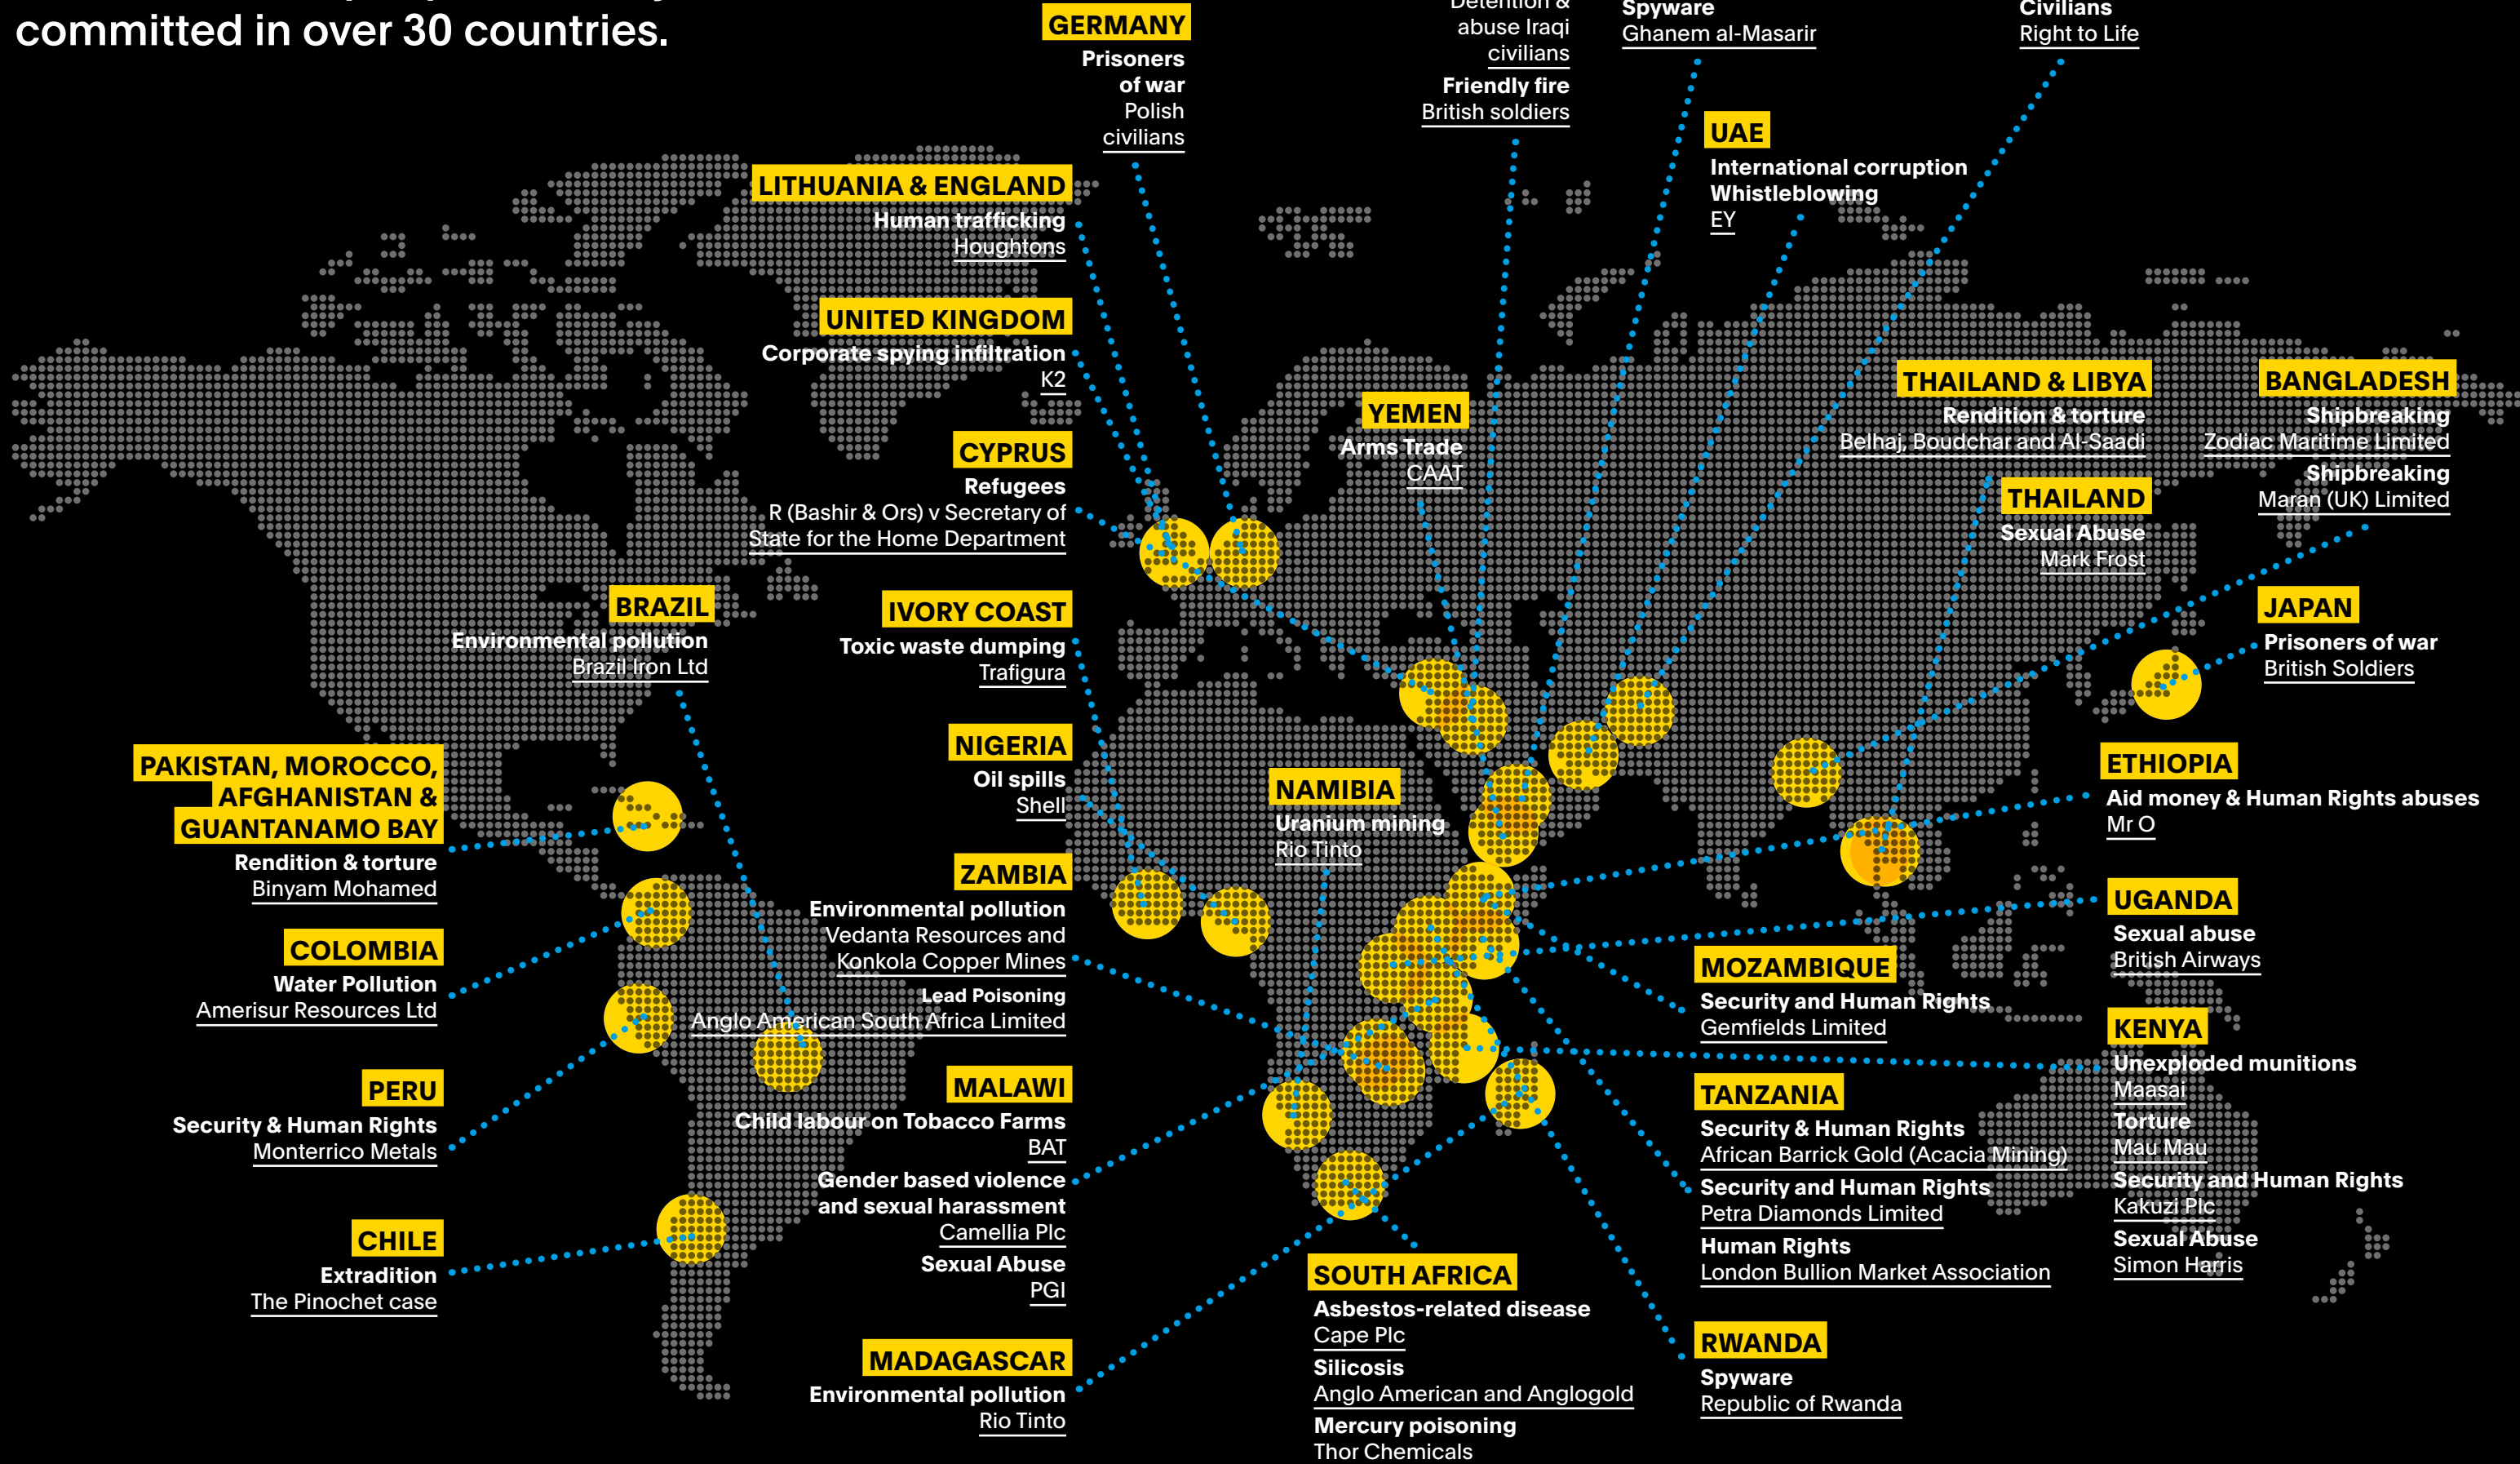 committed in over 30 countries.
GERMANY
Prisoners
of war
Polish
civilians
abuse Iraqi
civilians
Friendly fire
British soldiers
Spyware
Ghanem al-Masarir
Civilians
Right to Life
UAE
International corruption
Whistleblowing
EY
LITHUANIA & ENGLAND
Human trafficking
Houghtons
UNITED KINGDOM
Corporate spying infiltration
K2
CYPRUS
Refugees
R (Bashir & Ors) v Secretary of
State for the Home Department
YEMEN
Arms Trade
CAAT
THAILAND & LIBYA
Rendition & torture
Belhaj, Boudchar and Al-Saadi
THAILAND
Sexual Abuse
Mark Frost
BANGLADESH
Shipbreaking
Zodiac Maritime Limited
Shipbreaking
Maran (UK) Limited
JAPAN
Prisoners of war
British Soldiers
BRAZIL
Environmental pollution
Brazil Iron Ltd
IVORY COAST
Toxic waste dumping
Trafigura
NIGERIA
Oil spills
Shell
NAMIBIA
Uranium mining
Rio Tinto
PAKISTAN, MOROCCO,
AFGHANISTAN &
GUANTANAMO BAY
Rendition & torture
Binyam Mohamed
COLOMBIA
Water Pollution
Amerisur Resources Ltd
PERU
Security & Human Rights
Monterrico Metals
CHILE
Extradition
The Pinochet case
ZAMBIA
Environmental pollution
Vedanta Resources and
Konkola Copper Mines
Lead Poisoning
Anglo American South Africa Limited
MALAWI
Child labour on Tobacco Farms
BAT
Gender based violence
and sexual harassment
Camellia Plc
Sexual Abuse
PGI
MADAGASCAR
Environmental pollution
Rio Tinto
SOUTH AFRICA
Asbestos-related disease
Cape Plc
Silicosis
Anglo American and Anglogold
Mercury poisoning
Thor Chemicals
ETHIOPIA
Aid money & Human Rights abuses
Mr O
UGANDA
Sexual abuse
British Airways
MOZAMBIQUE
Security and Human Rights
Gemfields Limited
KENYA
Unexploded munitions
Maasai
Torture
Mau Mau
Security and Human Rights
Kakuzi Plc
Sexual Abuse
Simon Harris
TANZANIA
Security & Human Rights
African Barrick Gold (Acacia Mining)
Security and Human Rights
Petra Diamonds Limited
Human Rights
London Bullion Market Association
RWANDA
Spyware
Republic of Rwanda